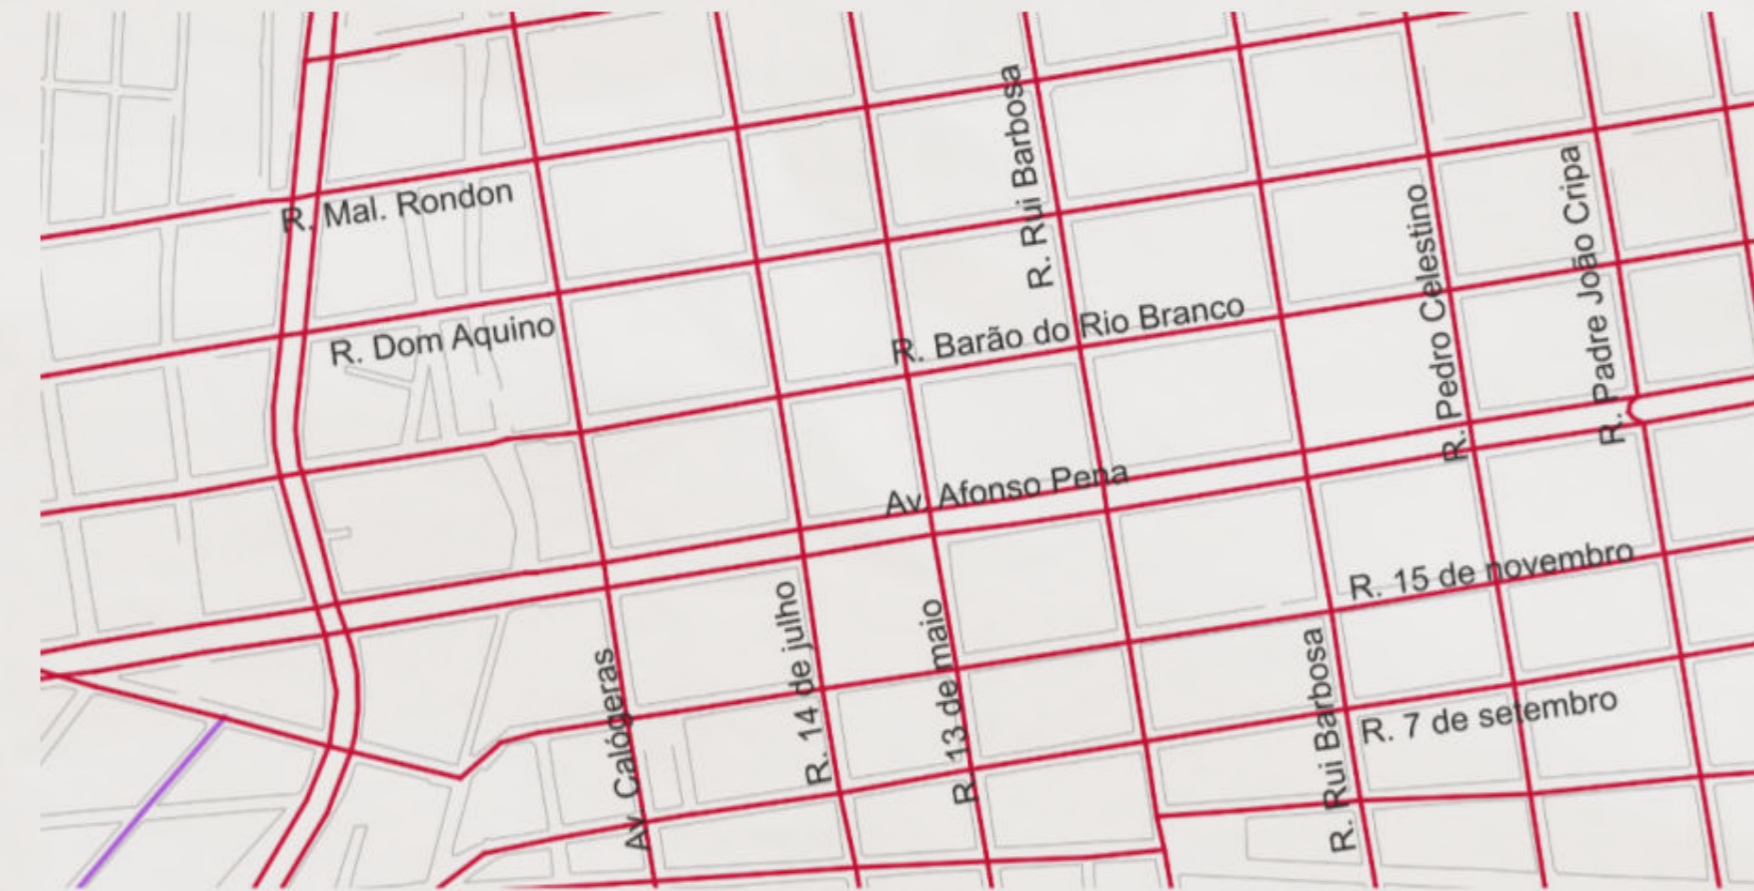 R. Rui Barbosa
R. Mal. Rondon
R. Padre João Cripa
R. Pedro Celestino
R. Dom Aquino
R. Barão do Rio Branco
Av. Afonso Pena
R. 15 de novembro
R. 14 de julho
R. 13 de maio
Av. Calógeras
R. Rui Barbosa
R. 7 de setembro